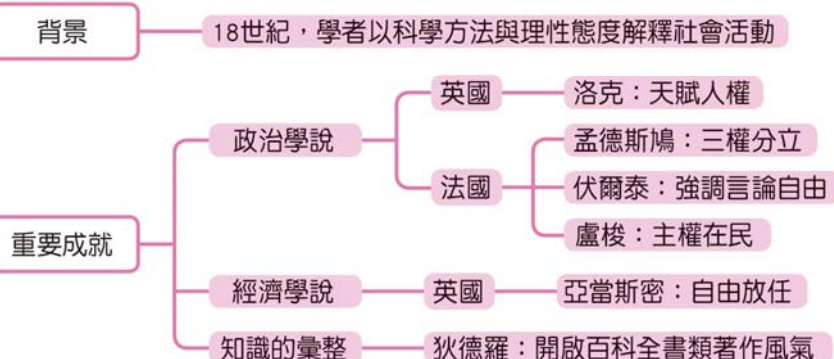 背景
18世紀，學者以科學方法與理性態度解釋社會活動
重要成就
政治學說
英國
洛克：天賦人權
法國
孟德斯鳩：三權分立
伏爾泰：強調言論自由
盧梭：主權在民
經濟學說
英國
亞當斯密：自由放任
知識的彙整
狄德羅：開啟百科全書類著作風氣